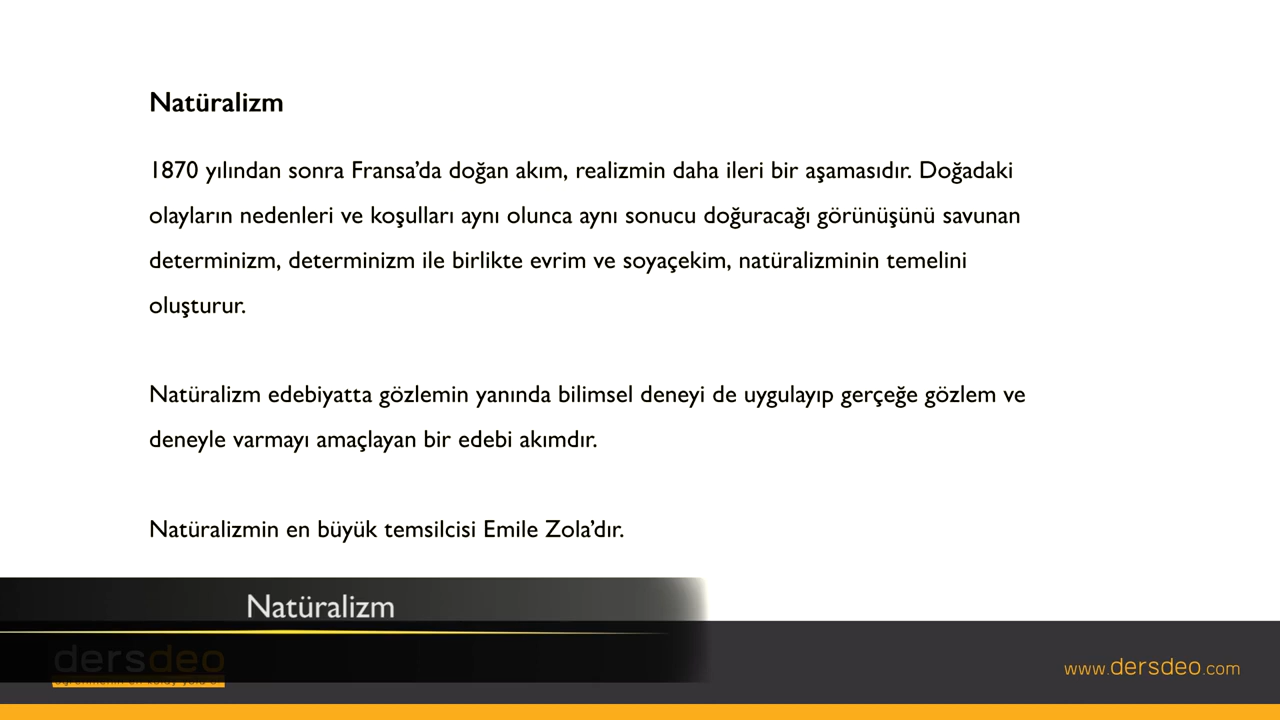 Natüralizm
1870 yılından sonra Fransa’da doğan akım, realizmin daha ileri bir aşamasıdır. Doğadaki
olayların nedenleri ve koşulları aynı olunca aynı sonucu doğuracağı görünüşünü savunan
determinizm, determinizm ile birlikte evrim ve soyaçekim, natüralizminin temelini
oluşturur.
Natüralizm edebiyatta gözlemin yanında bilimsel deneyi de uygulayıp gerçeğe gözlem ve
deneyle varmayı amaçlayan bir edebi akımdır.
Natüralizmin en büyük temsilcisi Emile Zola’dır.
Natüralizm
dersdeo
www.dersdeo.com